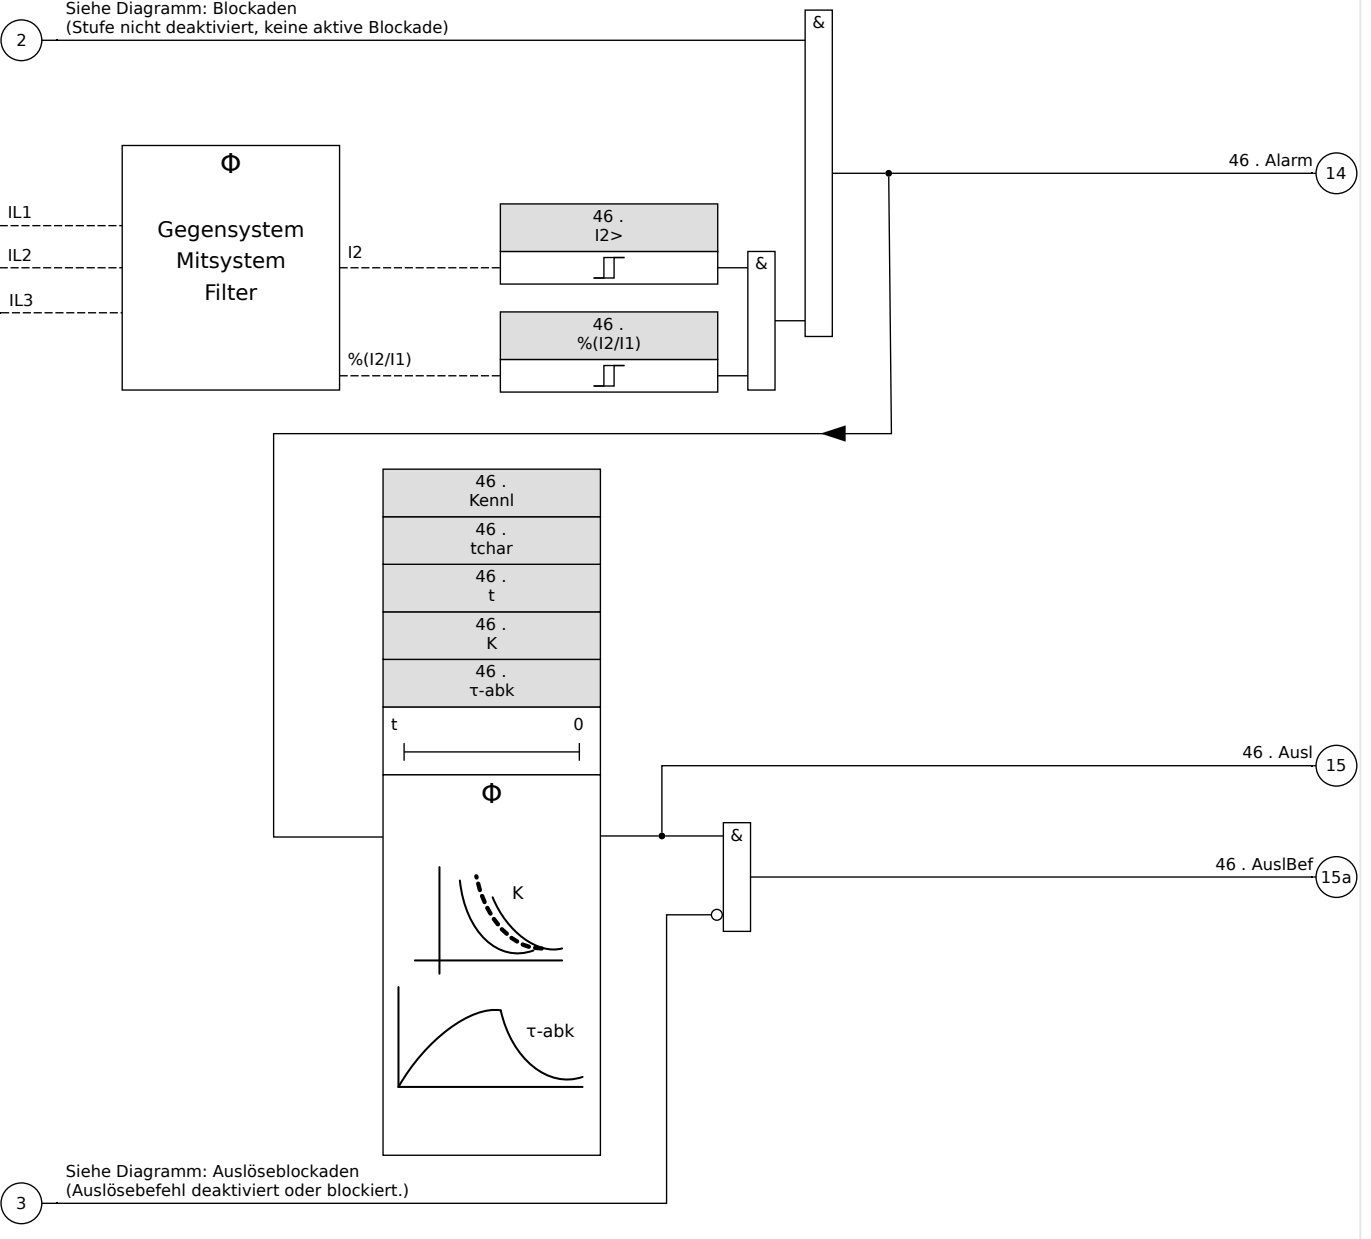 Siehe Diagramm: Blockaden
(Stufe nicht deaktiviert, keine aktive Blockade)
2
&
46 . Alarm
14
Φ
Gegensystem
Mitsystem
Filter
IL1
IL2
IL3
I2
46 .
I2>
&
%(I2/I1)
46 .
%(I2/I1)
46 .
Kennl
46 .
tchar
46 .
t
46 .
K
46 .
τ-abk
t 0
Φ
K
τ-abk
46 . Ausl
15
&
46 . AuslBef
15a
Siehe Diagramm: Auslöseblockaden
(Auslösebefehl deaktiviert oder blockiert.)
3